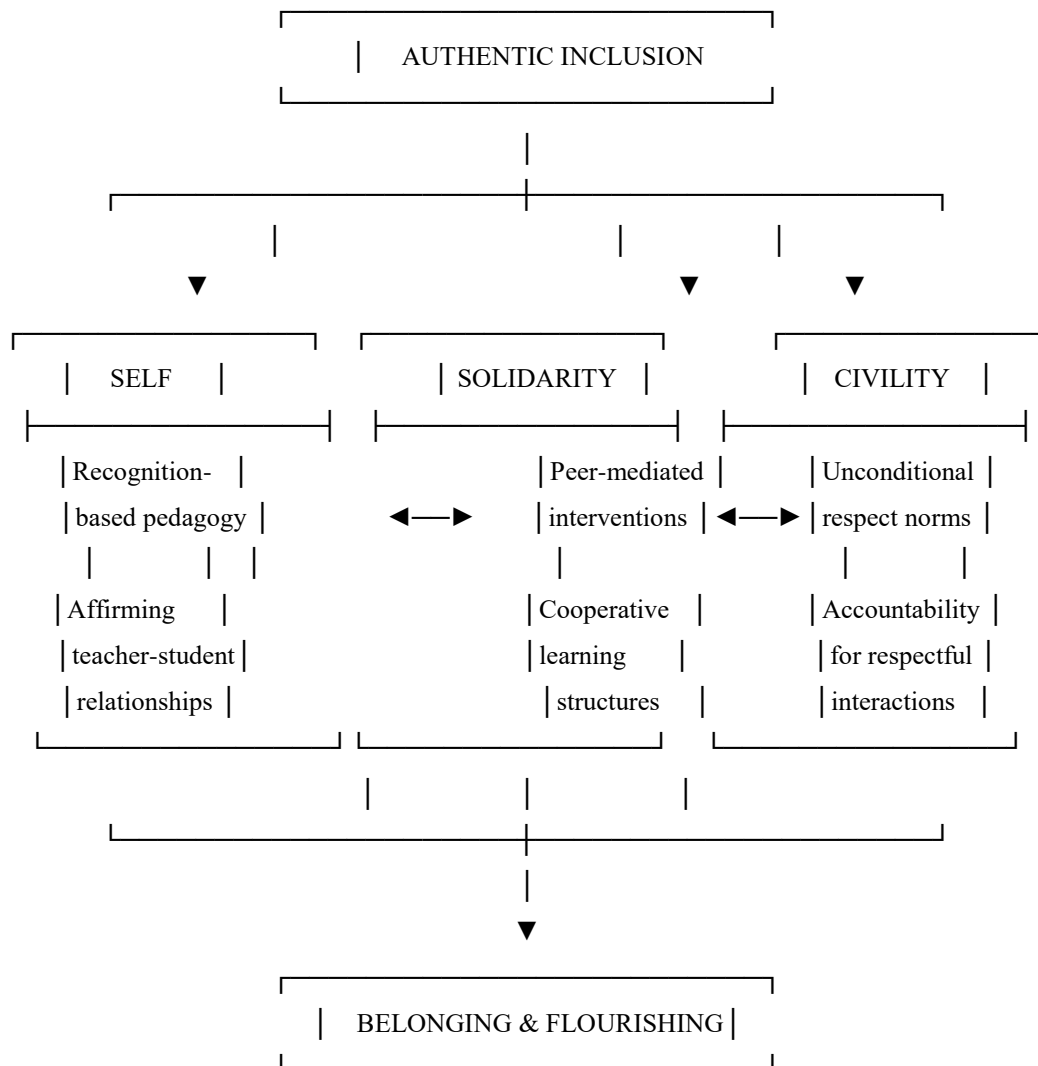 AUTHENTIC INCLUSION
SELF
SOLIDARITY
CIVILITY
Recognition-
based pedagogy
Affirming
teacher-student
relationships
Peer-mediated
interventions
Cooperative
learning
structures
Unconditional
respect norms
Accountability
for respectful
interactions
BELONGING & FLOURISHING